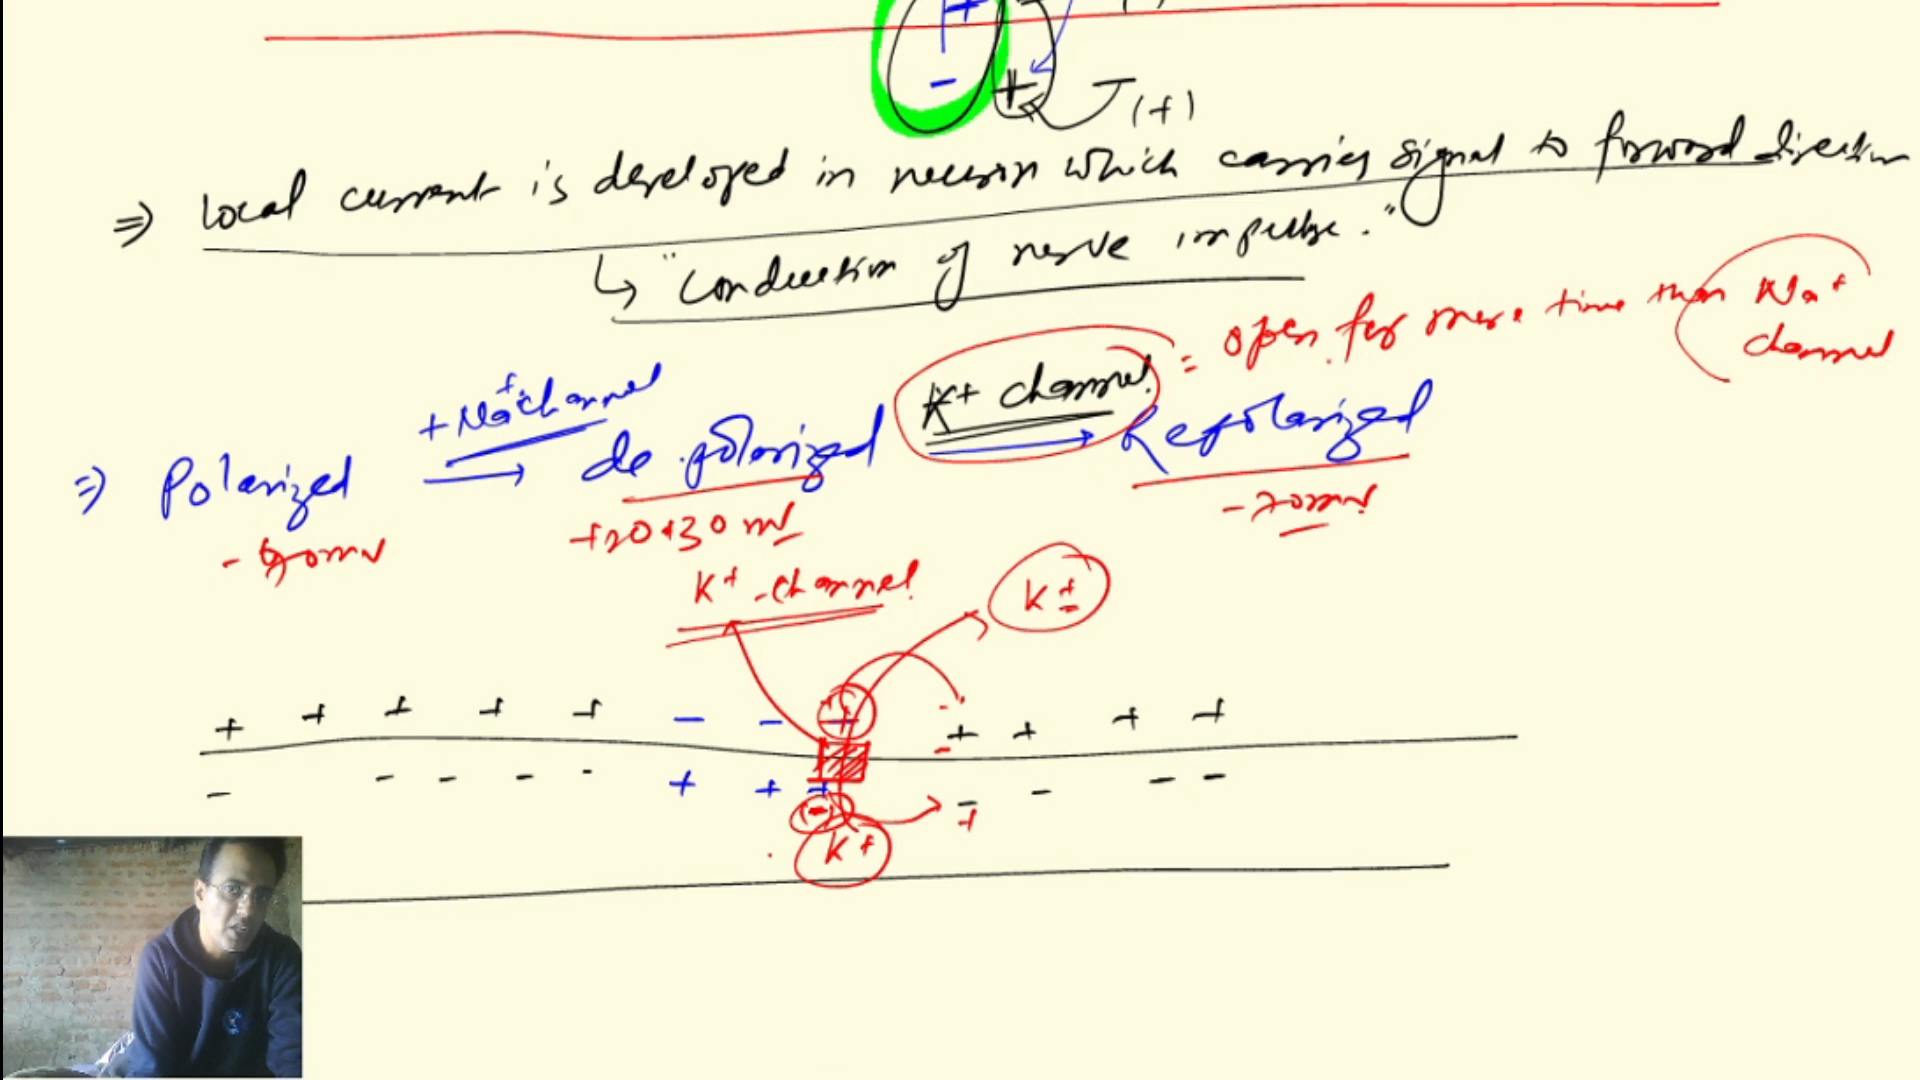 (+)
⇒ Local current is developed in neuron which carries signal to forward direction
↳ "Conduction of nerve impulse."
K+ channel = open for more time than Na+ channel
⇒ Polarized + Na+ channel → depolarized K+ channel → Repolarized
-70mv +20 +30 mv -70mv
K+ - channel K+
+ + + + + - - + + + + +
- - - - - + + + - - - -
(-) +
K+